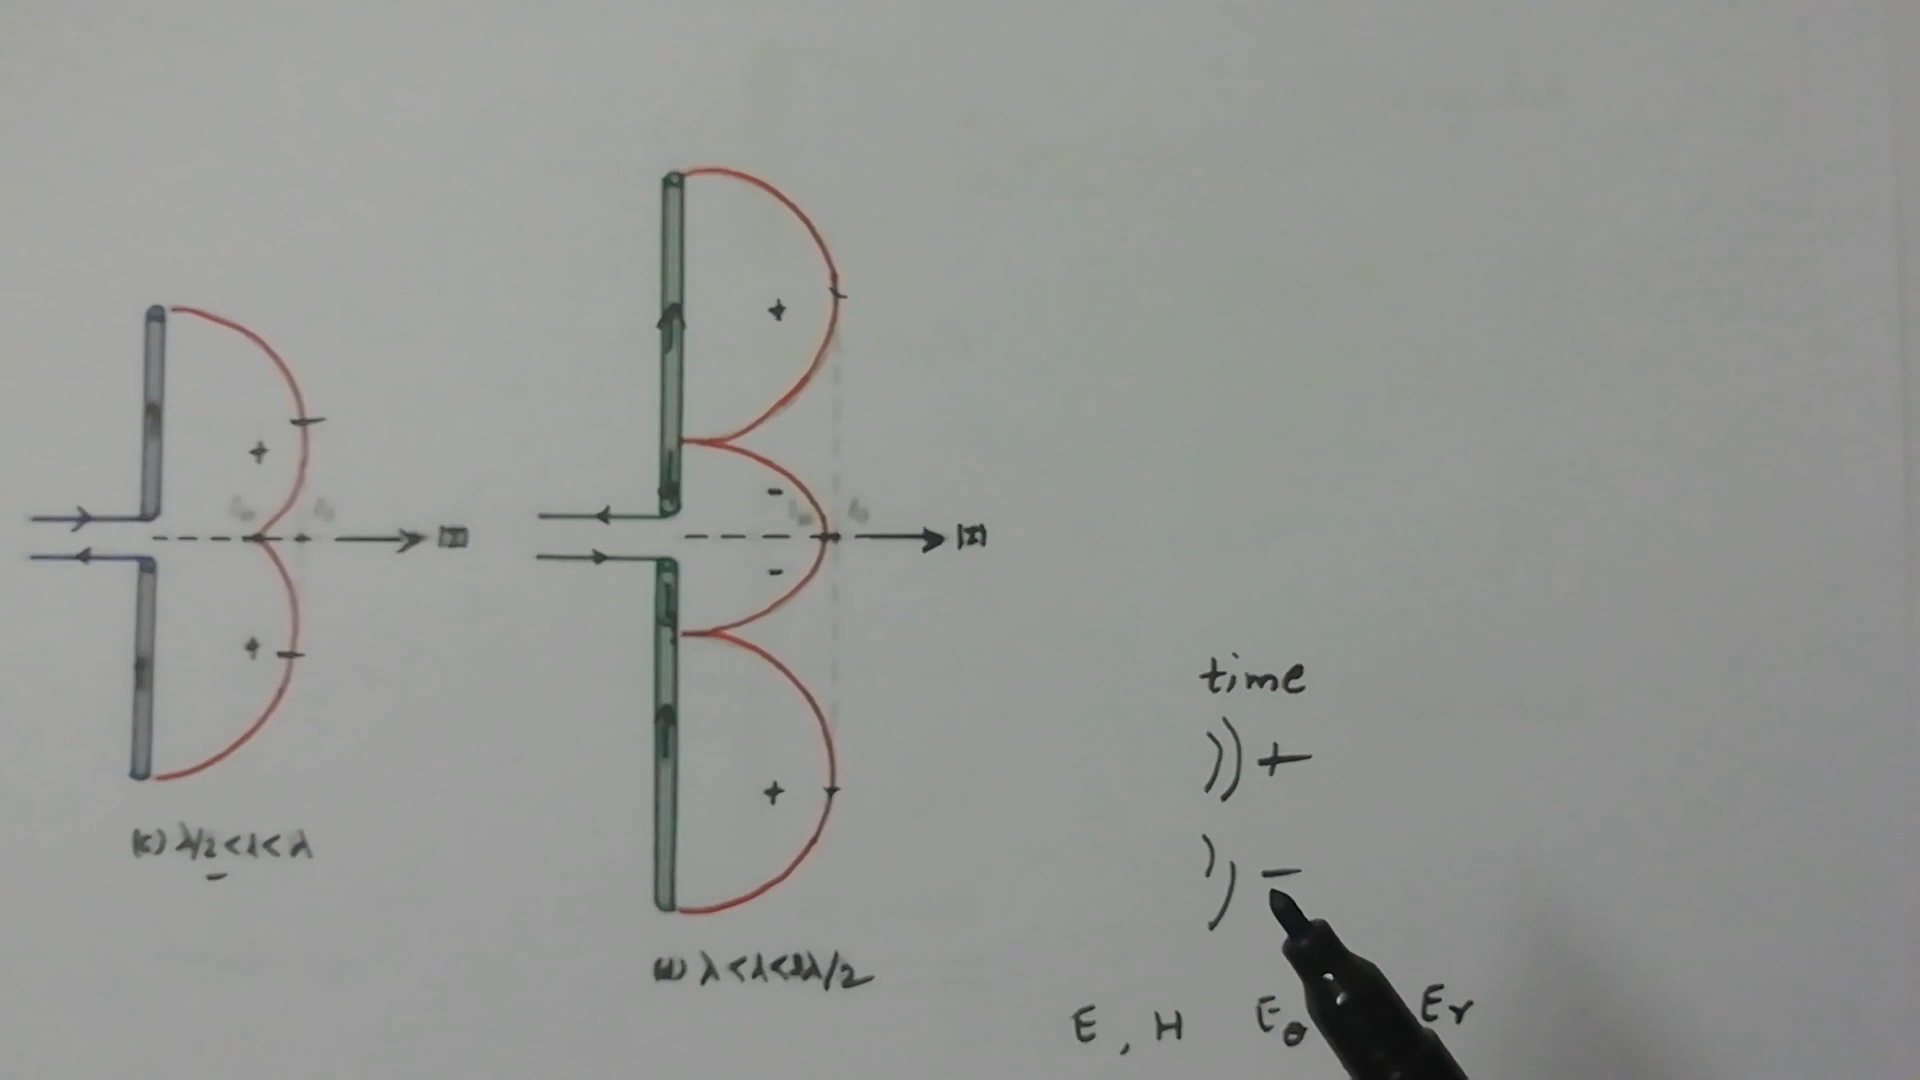 +
+
|I|
(c) λ/2 < l < λ
+
-
-
+
|I|
(d) λ < l < 3λ/2
time
)) +
)) -
E , H Eθ Er